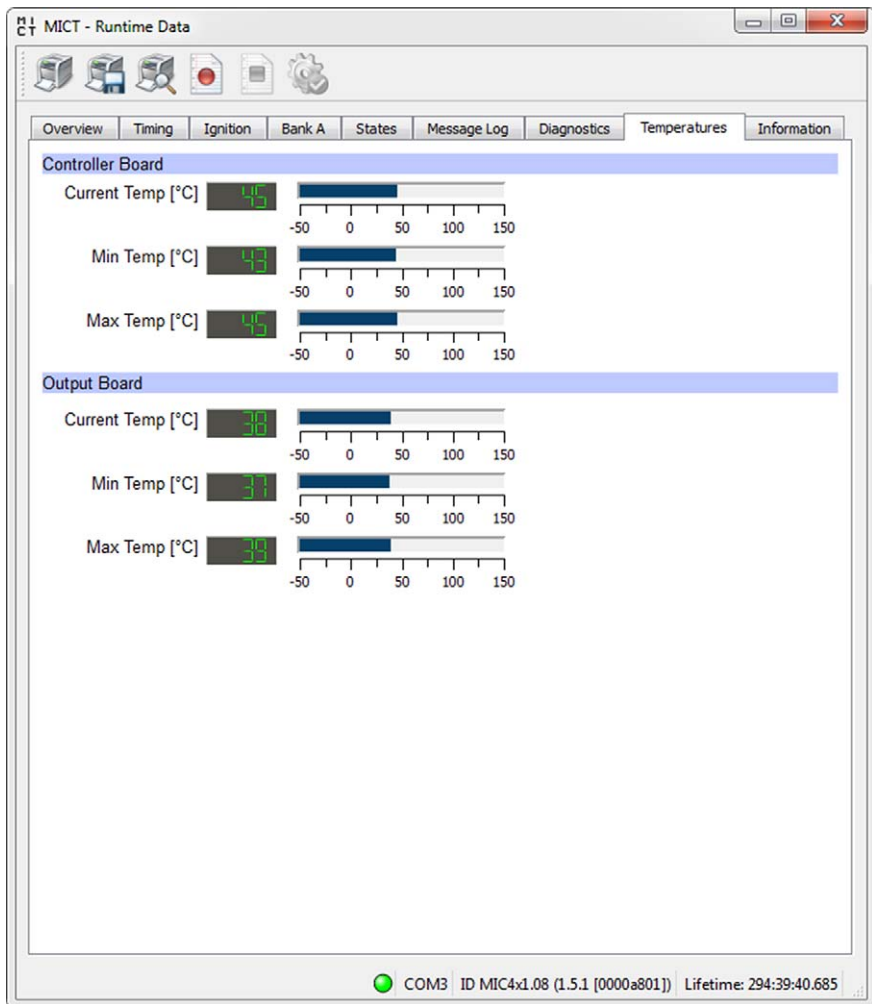 MICT - Runtime Data
Overview Timing Ignition Bank A States Message Log Diagnostics Temperatures Information
Controller Board
Current Temp [°C] 45
-50 0 50 100 150
Min Temp [°C] 43
-50 0 50 100 150
Max Temp [°C] 45
-50 0 50 100 150
Output Board
Current Temp [°C] 38
-50 0 50 100 150
Min Temp [°C] 37
-50 0 50 100 150
Max Temp [°C] 39
-50 0 50 100 150
COM3 ID MIC4x1.08 (1.5.1 [0000a801]) Lifetime: 294:39:40.685